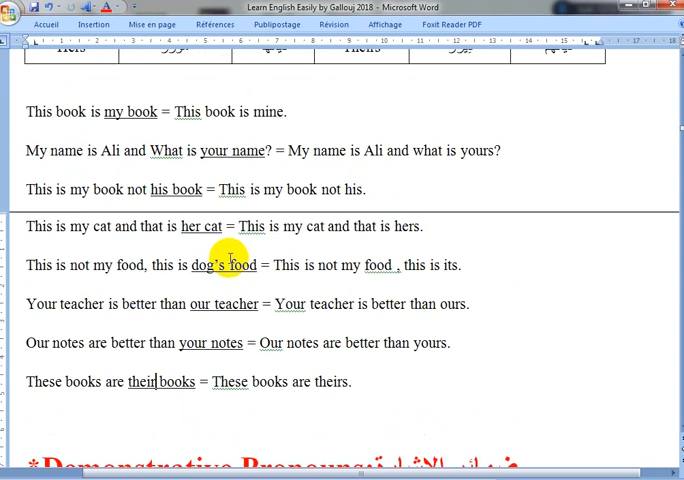 Learn English Easily by Gallouj 2018 - Microsoft Word
Accueil Insertion Mise en page Références Publipostage Révision Affichage Foxit Reader PDF
This book is my book = This book is mine.
My name is Ali and What is your name? = My name is Ali and what is yours?
This is my book not his book = This is my book not his.
This is my cat and that is her cat = This is my cat and that is hers.
This is not my food, this is dog's food = This is not my food , this is its.
Your teacher is better than our teacher = Your teacher is better than ours.
Our notes are better than your notes = Our notes are better than yours.
These books are their books = These books are theirs.
*Demonstrative Pronouns:ضمائر الإشارة